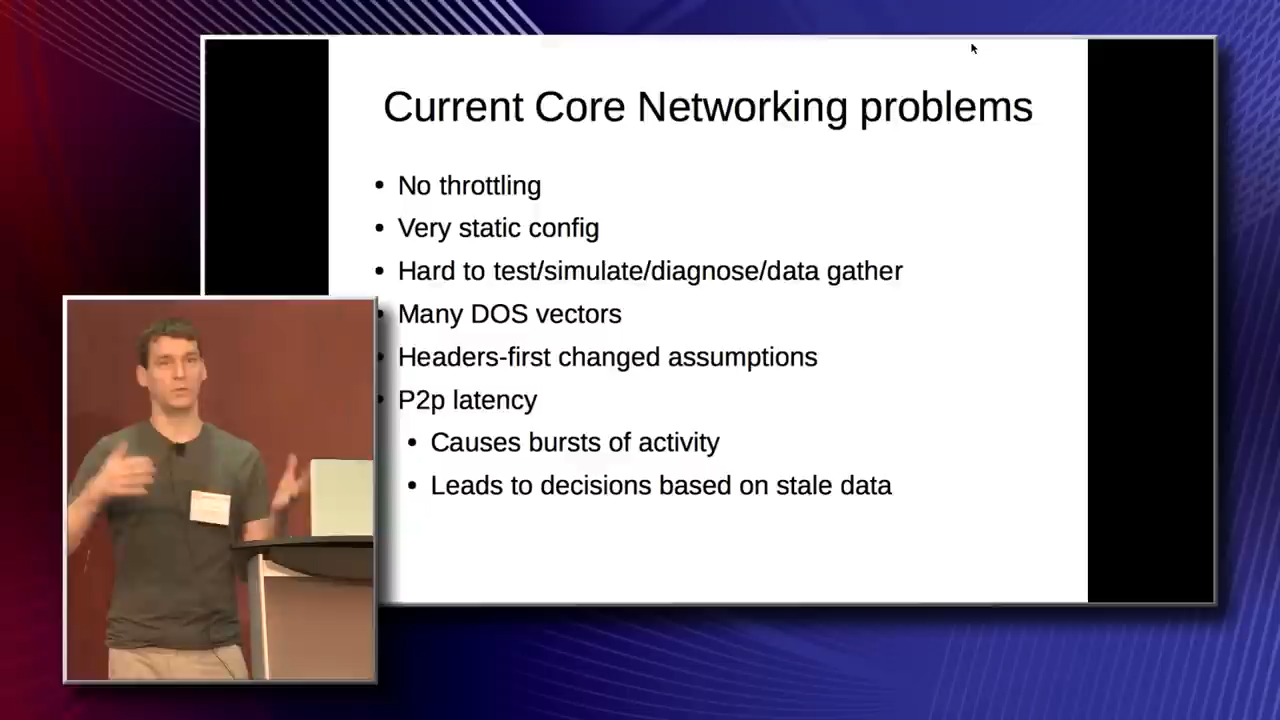 Current Core Networking problems
No throttling
Very static config
Hard to test/simulate/diagnose/data gather
Many DOS vectors
Headers-first changed assumptions
P2p latency
Causes bursts of activity
Leads to decisions based on stale data